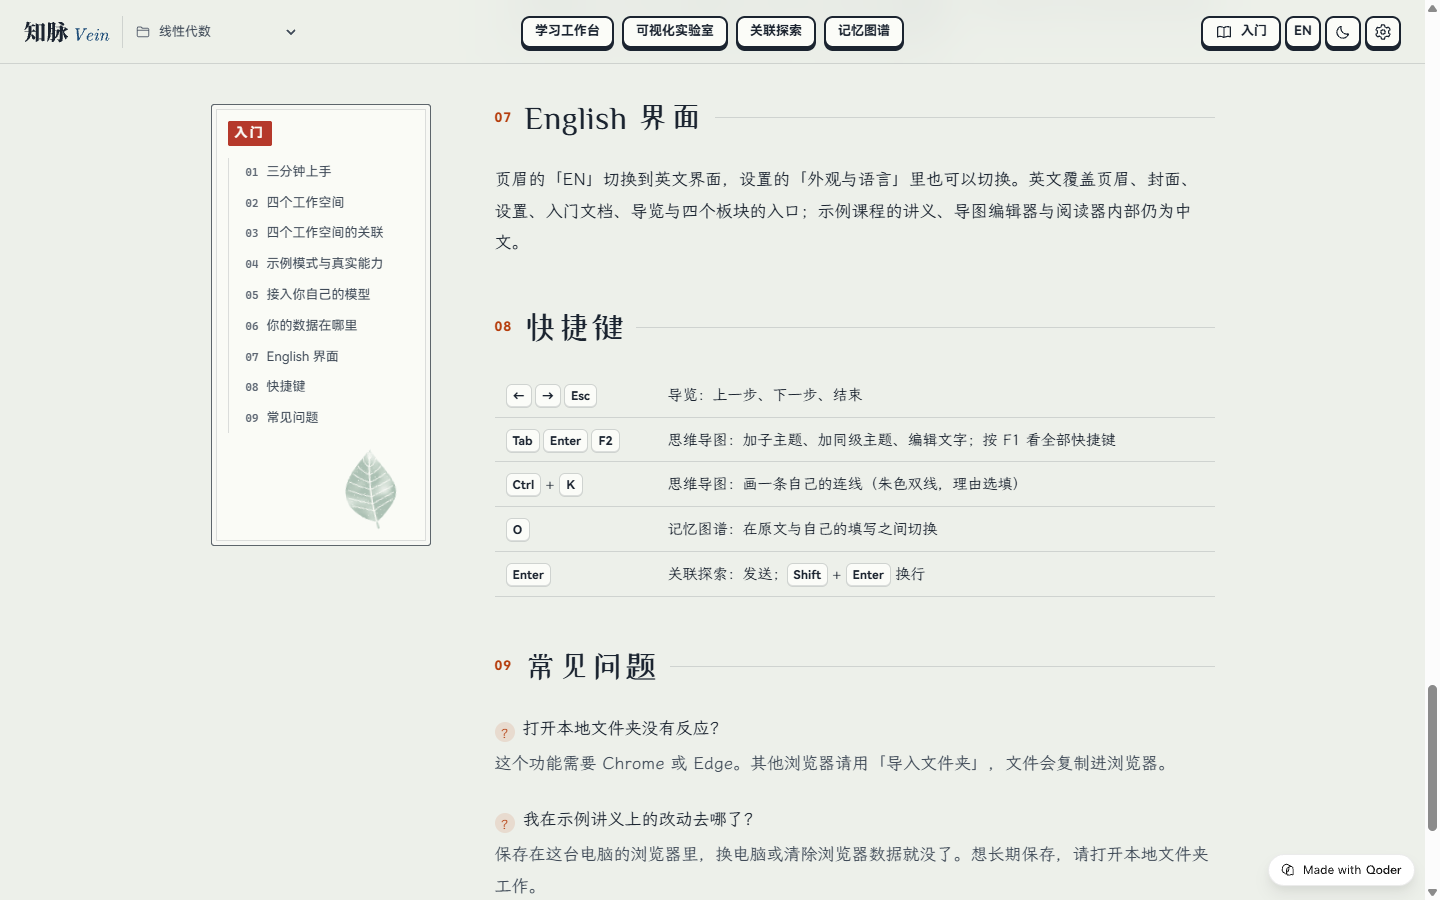 知脉 Vein
线性代数
学习工作台
可视化实验室
关联探索
记忆图谱
入门
EN
入门
01 三分钟上手
02 四个工作空间
03 四个工作空间的关联
04 示例模式与真实能力
05 接入你自己的模型
06 你的数据在哪里
07 English 界面
08 快捷键
09 常见问题
07 English 界面
页眉的「EN」切换到英文界面，设置的「外观与语言」里也可以切换。英文覆盖页眉、封面、
设置、入门文档、导览与四个板块的入口；示例课程的讲义、导图编辑器与阅读器内部仍为中
文。
08 快捷键
← → Esc 导览：上一步、下一步、结束
Tab Enter F2 思维导图：加子主题、加同级主题、编辑文字；按 F1 看全部快捷键
Ctrl + K 思维导图：画一条自己的连线（朱色双线，理由选填）
O 记忆图谱：在原文与自己的填写之间切换
Enter 关联探索：发送；Shift + Enter 换行
09 常见问题
? 打开本地文件夹没有反应？
这个功能需要 Chrome 或 Edge。其他浏览器请用「导入文件夹」，文件会复制进浏览器。
? 我在示例讲义上的改动去哪了？
保存在这台电脑的浏览器里，换电脑或清除浏览器数据就没了。想长期保存，请打开本地文件夹
工作。
Made with Qoder